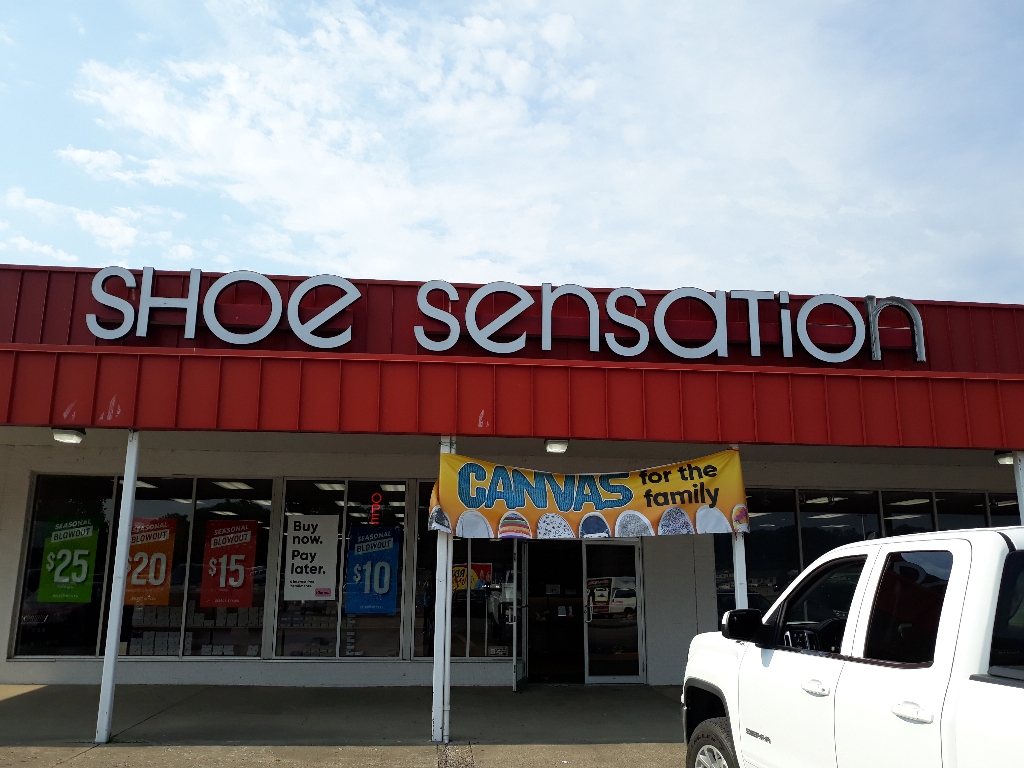 SHOE SENSATION
CANVAS for the family
SEASONAL BLOWOUT
$25
SEASONAL BLOWOUT
$20
SEASONAL BLOWOUT
$15
Buy
now.
Pay
later.
SEASONAL BLOWOUT
$10
SIERRA